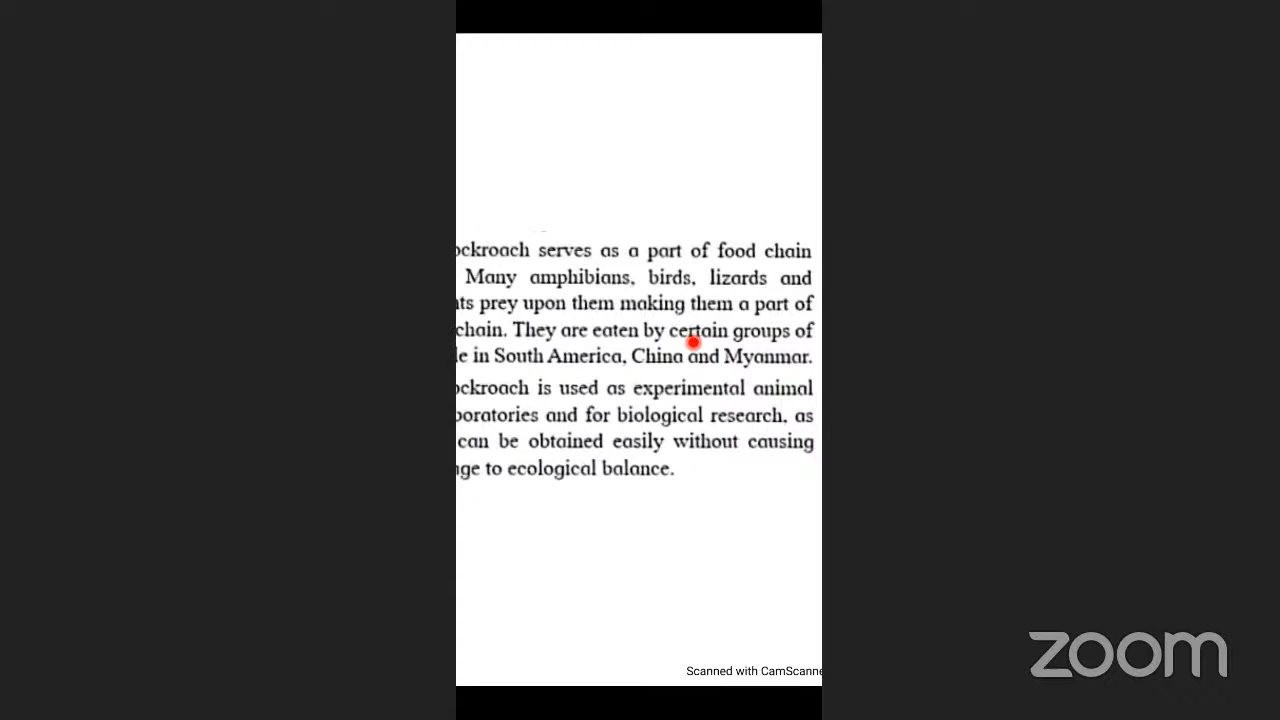 ockroach serves as a part of food chain
Many amphibians, birds, lizards and
nts prey upon them making them a part of
chain. They are eaten by certain groups of
le in South America, China and Myanmar.
ockroach is used as experimental animal
boratories and for biological research, as
can be obtained easily without causing
age to ecological balance.
Scanned with CamScanne
zoom